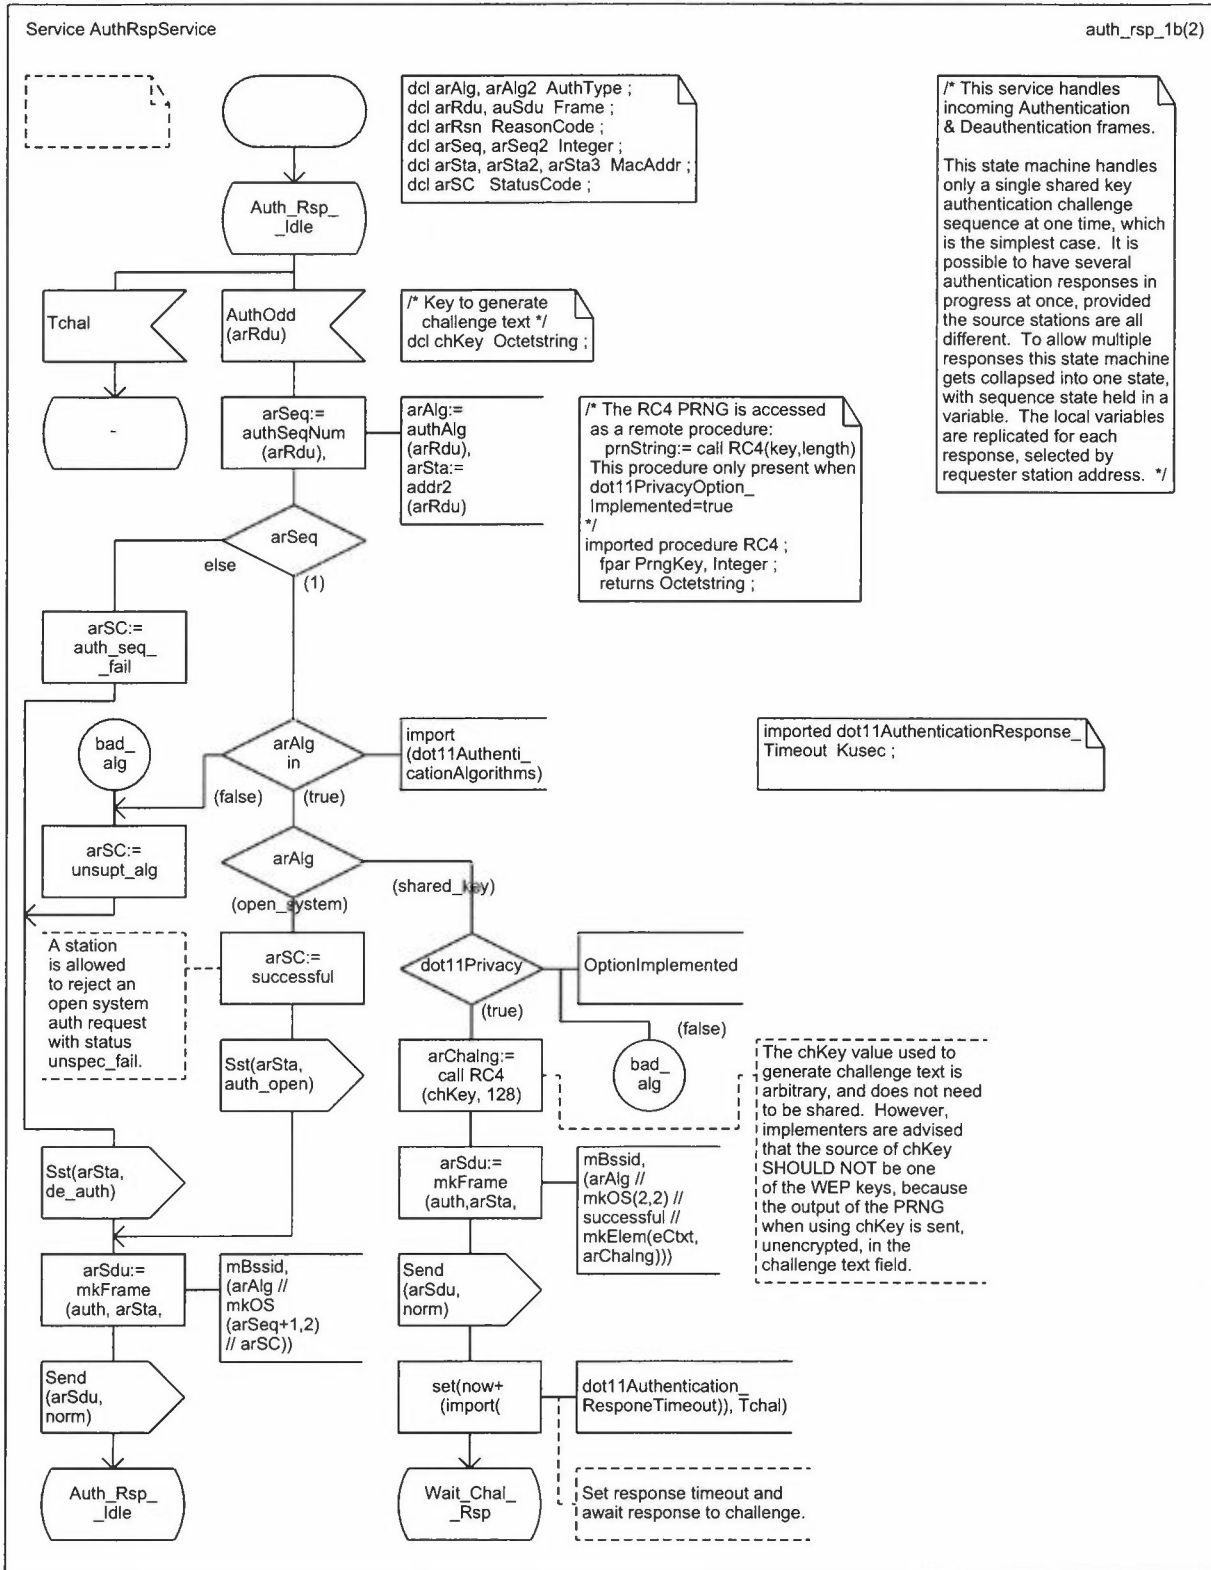 Service AuthRspService
auth_rsp_1b(2)
dcl arAlg, arAlg2 AuthType ;
dcl arRdu, auSdu Frame ;
dcl arRsn ReasonCode ;
dcl arSeq, arSeq2 Integer ;
dcl arSta, arSta2, arSta3 MacAddr ;
dcl arSC StatusCode ;
/* This service handles
incoming Authentication
& Deauthentication frames.
This state machine handles
only a single shared key
authentication challenge
sequence at one time, which
is the simplest case. It is
possible to have several
authentication responses in
progress at once, provided
the source stations are all
different. To allow multiple
responses this state machine
gets collapsed into one state,
with sequence state held in a
variable. The local variables
are replicated for each
response, selected by
requester station address. */
Auth_Rsp_
_Idle
Tchal
AuthOdd
(arRdu)
/* Key to generate
challenge text */
dcl chKey Octetstring ;
-
arSeq:=
authSeqNum
(arRdu),
arAlg:=
authAlg
(arRdu),
arSta:=
addr2
(arRdu)
/* The RC4 PRNG is accessed
as a remote procedure:
prnString:= call RC4(key,length)
This procedure only present when
dot11PrivacyOption_
Implemented=true
*/
imported procedure RC4 ;
fpar PrngKey, Integer ;
returns Octetstring ;
arSeq
else
(1)
arSC:=
auth_seq_
_fail
bad_
alg
arAlg
in
import
(dot11Authenti_
cationAlgorithms)
imported dot11AuthenticationResponse_
Timeout Kusec ;
(false)
(true)
arSC:=
unsupt_alg
arAlg
(shared_key)
(open_system)
A station
is allowed
to reject an
open system
auth request
with status
unspec_fail.
arSC:=
successful
dot11Privacy
OptionImplemented
(true)
(false)
Sst(arSta,
auth_open)
arChalng:=
call RC4
(chKey, 128)
bad_
alg
The chKey value used to
generate challenge text is
arbitrary, and does not need
to be shared. However,
implementers are advised
that the source of chKey
SHOULD NOT be one
of the WEP keys, because
the output of the PRNG
when using chKey is sent,
unencrypted, in the
challenge text field.
Sst(arSta,
de_auth)
arSdu:=
mkFrame
(auth,arSta,
mBssid,
(arAlg //
mkOS(2,2) //
successful //
mkElem(eCtxt,
arChalng)))
arSdu:=
mkFrame
(auth, arSta,
mBssid,
(arAlg //
mkOS
(arSeq+1,2)
// arSC))
Send
(arSdu,
norm)
Send
(arSdu,
norm)
set(now+
(import(
dot11Authentication_
ResponeTimeout)), Tchal)
Auth_Rsp_
_Idle
Wait_Chal_
_Rsp
Set response timeout and
await response to challenge.